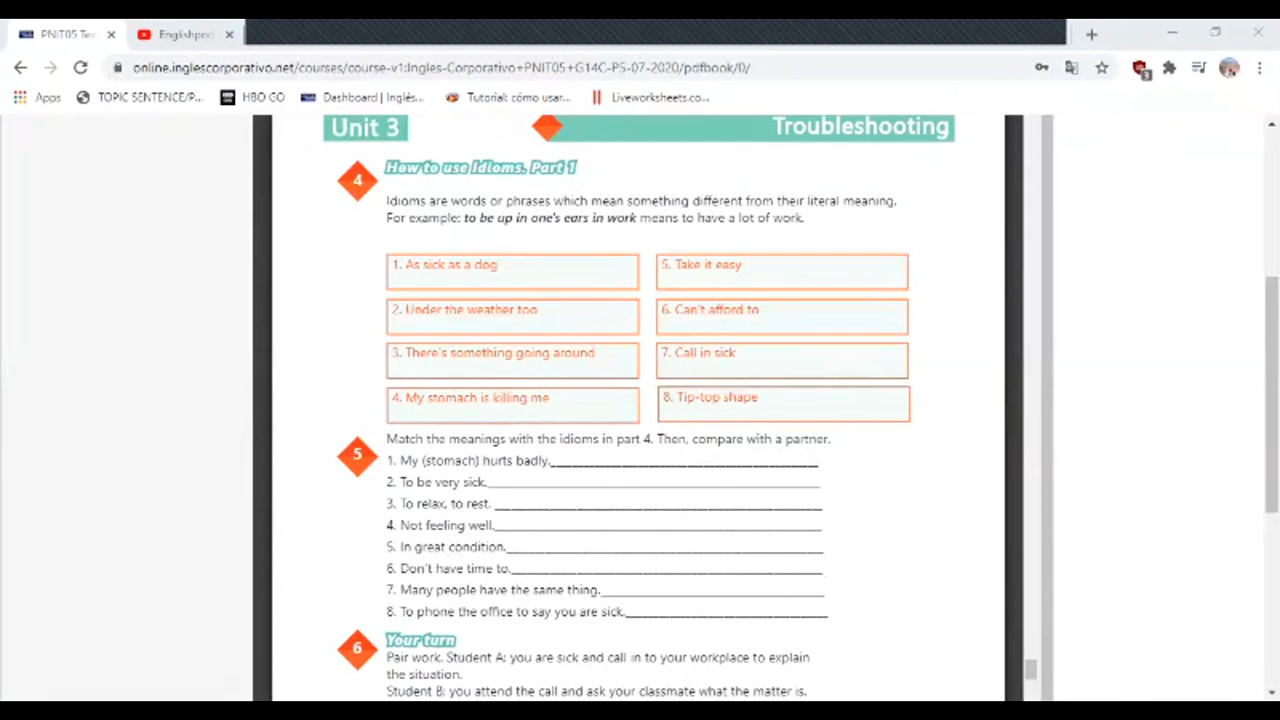 PNIT05 Te
Englishpo
online.inglescorporativo.net/courses/course-v1:Ingles-Corporativo+PNIT05+G14C-P5-07-2020/pdfbook/0/
3
Apps
TOPIC SENTENCE/P...
HBO GO
Dashboard | Inglés...
Tutorial: cómo usar...
Liveworksheets.co...
Unit 3
Troubleshooting
4
How to use Idioms. Part 1
Idioms are words or phrases which mean something different from their literal meaning.
For example: to be up in one's ears in work means to have a lot of work.
1. As sick as a dog
5. Take it easy
2. Under the weather too
6. Can't afford to
3. There's something going around
7. Call in sick
4. My stomach is killing me
8. Tip-top shape
5
Match the meanings with the idioms in part 4. Then, compare with a partner.
1. My (stomach) hurts badly.
2. To be very sick.
3. To relax, to rest.
4. Not feeling well.
5. In great condition.
6. Don't have time to.
7. Many people have the same thing.
8. To phone the office to say you are sick.
6
Your turn
Pair work. Student A: you are sick and call in to your workplace to explain
the situation.
Student B: you attend the call and ask your classmate what the matter is.